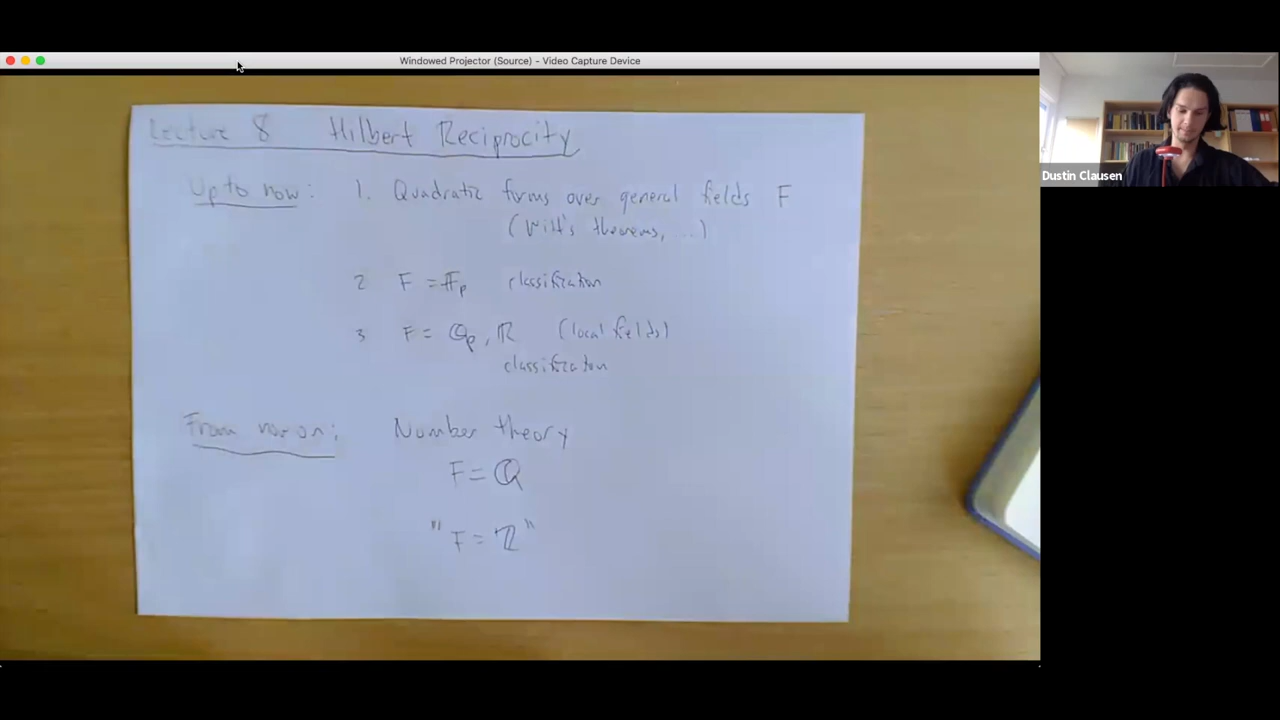 Windowed Projector (Source) - Video Capture Device
Dustin Clausen
Lecture 8 Hilbert Reciprocity
Up to now: 1. Quadratic forms over general fields F
(Witt's theorems, ...)
2 F = 𝔽p classification
3 F = ℚp, ℝ (local fields)
classification
From now on: Number theory
F = ℚ
"F = ℤ"